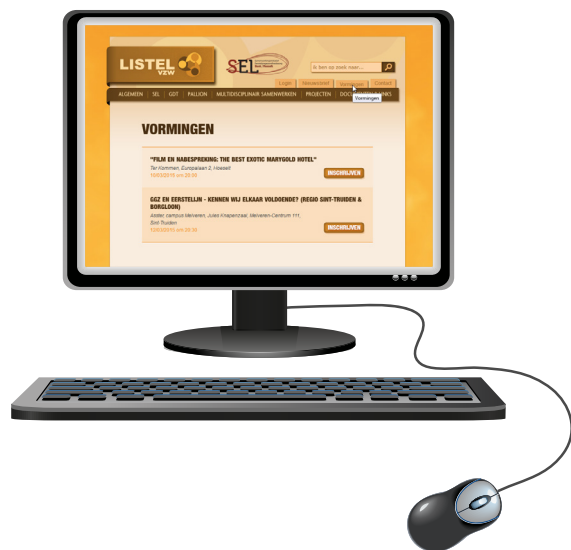 LISTEL
VZW
SEL
Ik ben op zoek naar...
Login Nieuwsbrief Vormingen Contact
ALGEMEEN | SEL | GDT | PALLION | MULTIDISCIPLINAIR SAMENWERKEN | PROJECTEN
Vormingen
VORMINGEN
"FILM EN NABESPREKING: THE BEST EXOTIC MARYGOLD HOTEL"
Ter Kommen, Europalaan 2, Hoeselt
INSCHRIJVEN
GGZ EN EERSTELIJN - KENNEN WIJ ELKAAR VOLDOENDE? (REGIO SINT-TRUIDEN &
BORGLOON)
Asster, campus Melveren, Jules Knapenzaal, Melveren-Centrum 111,
Sint-Truiden
INSCHRIJVEN